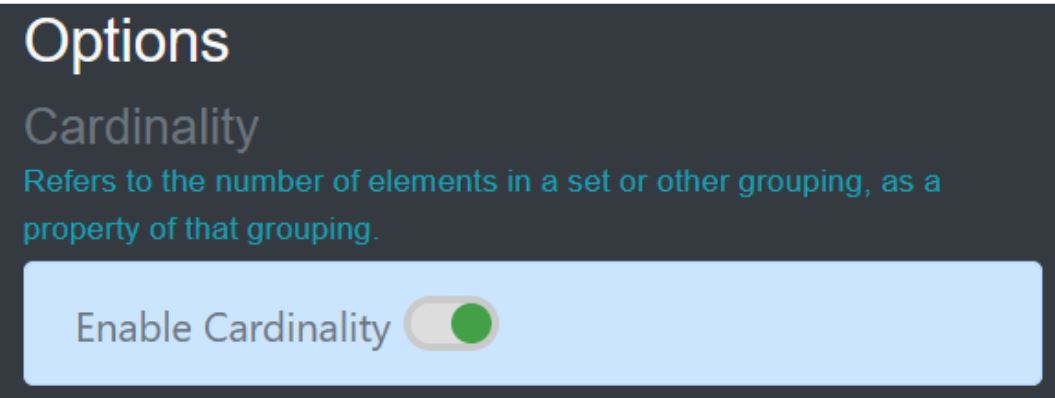 Options
Cardinality
Refers to the number of elements in a set or other grouping, as a
property of that grouping.
Enable Cardinality